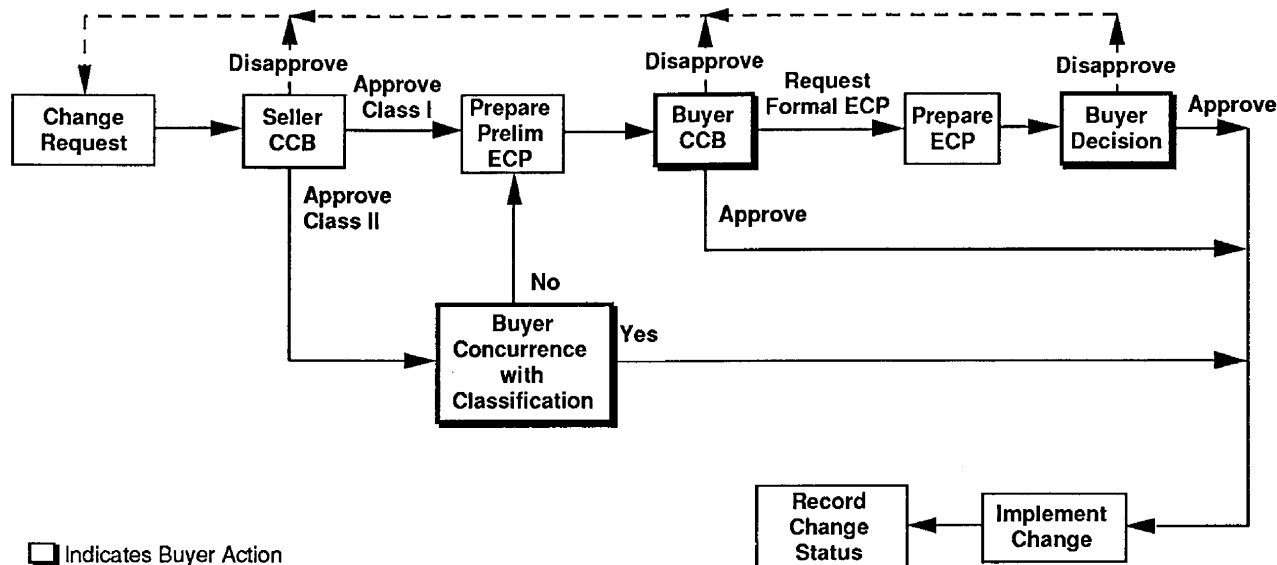 Disapprove
Approve
Class I
Disapprove
Request
Formal ECP
Disapprove
Approve
Change
Request
Seller
CCB
Prepare
Prelim
ECP
Buyer
CCB
Prepare
ECP
Buyer
Decision
Approve
Class II
Approve
No
Buyer
Concurrence
with
Classification
Yes
Record
Change
Status
Implement
Change
Indicates Buyer Action